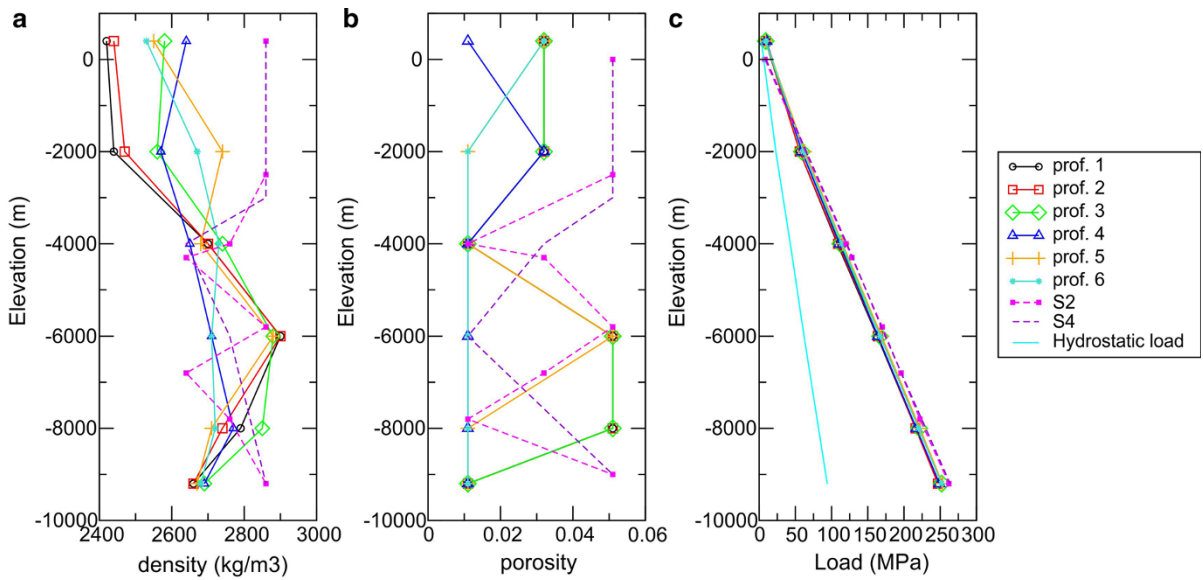 a
b
c
0
-2000
-4000
-6000
-8000
-10000
Elevation (m)
2400
2600
2800
3000
density (kg/m3)
0
-2000
-4000
-6000
-8000
-10000
Elevation (m)
0
0.02
0.04
0.06
porosity
0
-2000
-4000
-6000
-8000
-10000
Elevation (m)
0
50
100
150
200
250
300
Load (MPa)
prof. 1
prof. 2
prof. 3
prof. 4
prof. 5
prof. 6
S2
S4
Hydrostatic load